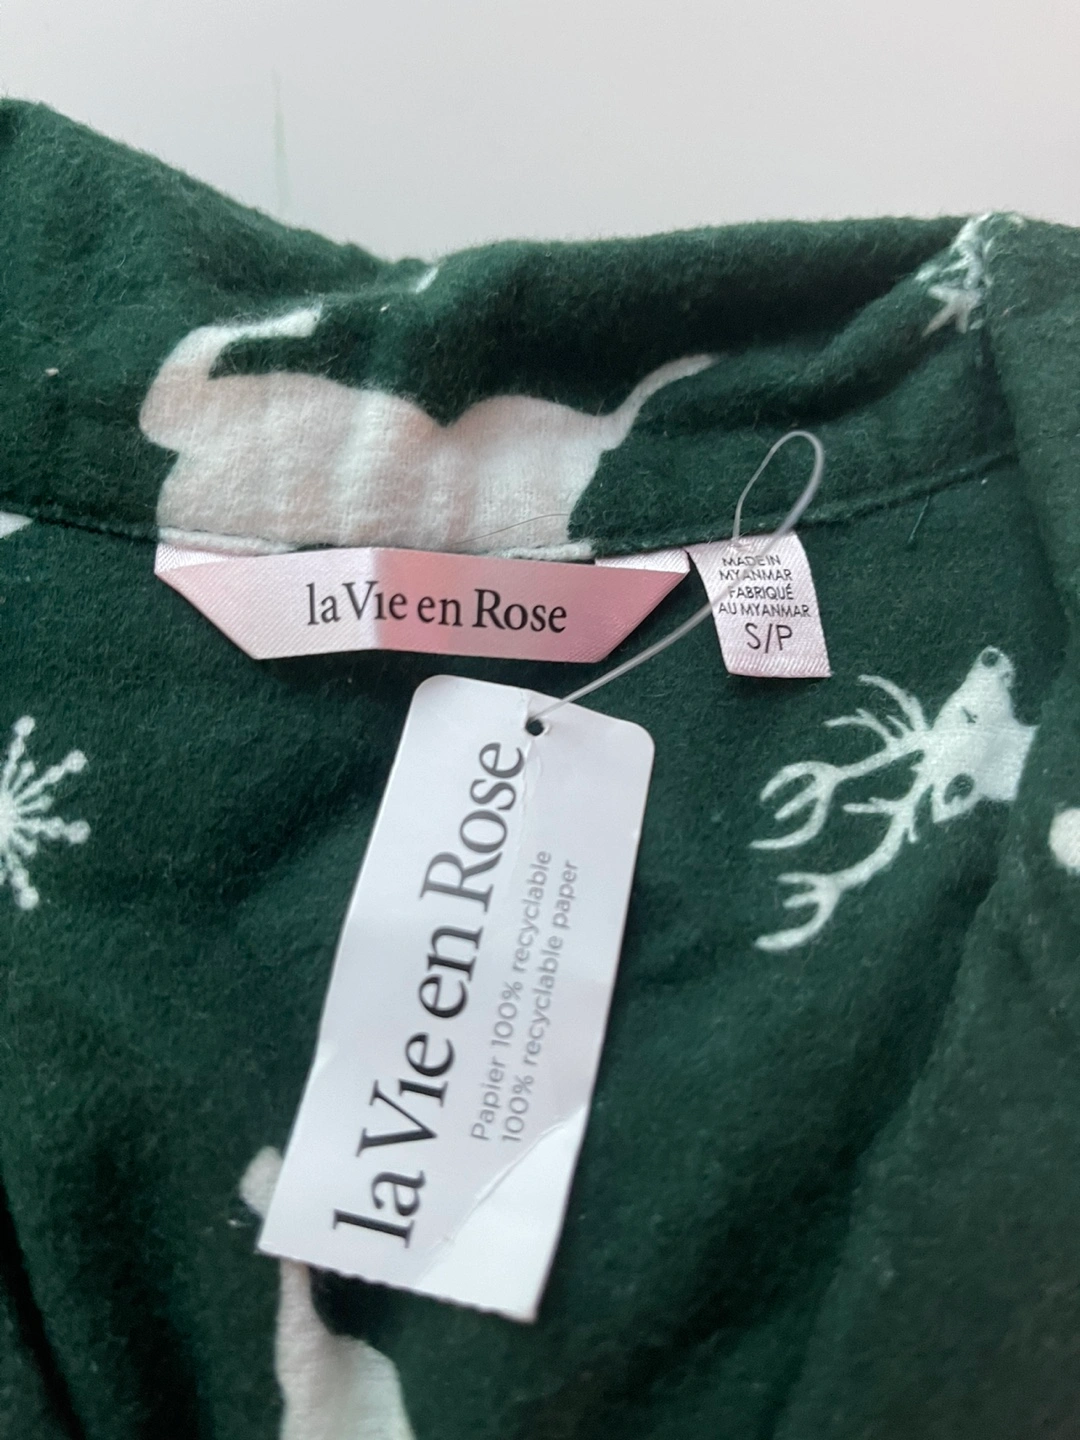 la Vie en Rose
MADE IN
MYANMAR
FABRIQUÉ
AU MYANMAR
S/P
la Vie en Rose
Papier 100% recyclable
100% recyclable paper